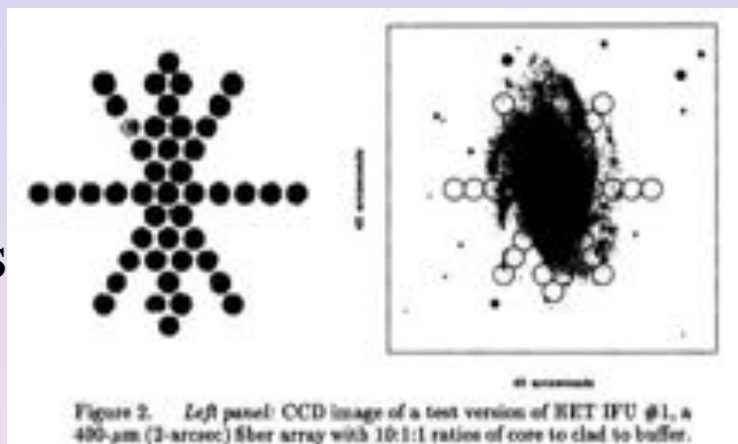 s
Figure 2. Left panel: CCD image of a test version of HET IFU #1, a
400-μm (2-arcsec) fiber array with 10:1:1 ratios of core to clad to buffer.